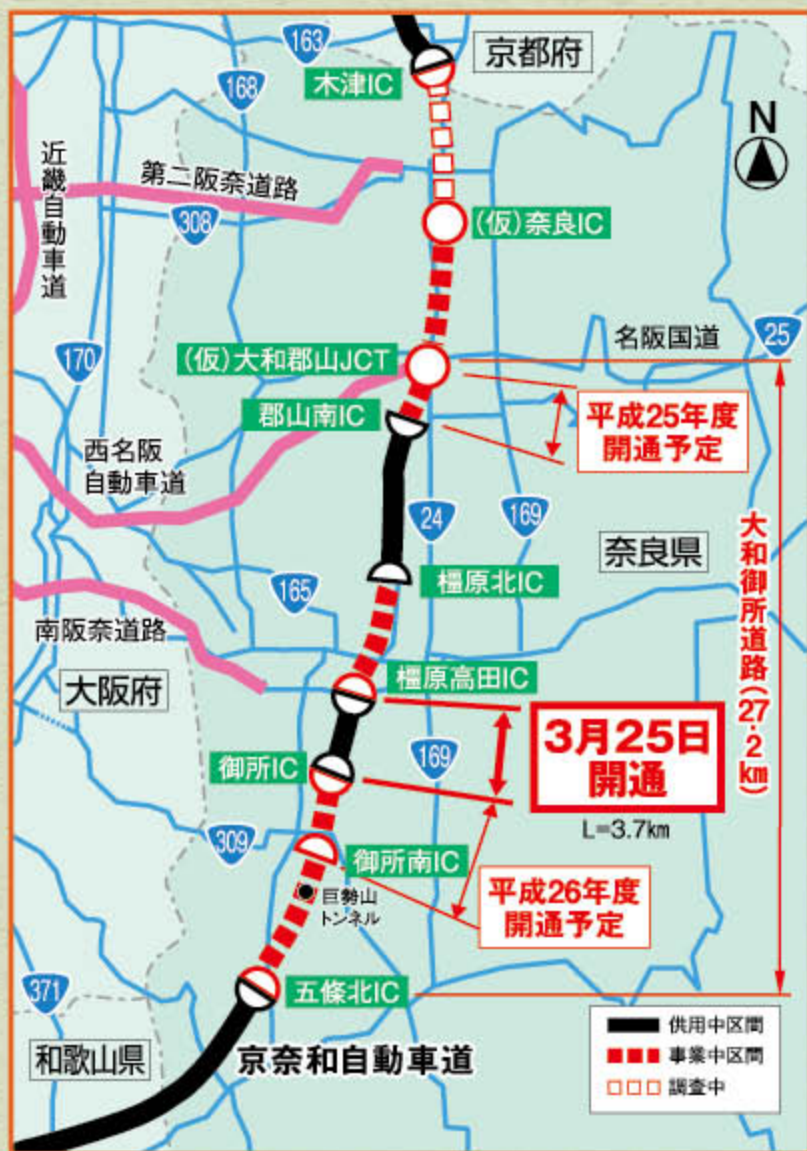 163
京都府
木津IC
168
N
近畿自動車道
第二阪奈道路
308
(仮)奈良IC
名阪国道
25
170
(仮)大和郡山JCT
郡山南IC
平成25年度
開通予定
西名阪
自動車道
24
169
奈良県
大和御所道路(27.2km)
橿原北IC
165
南阪奈道路
大阪府
橿原高田IC
3月25日
開通
L=3.7km
御所IC
169
309
御所南IC
巨勢山
トンネル
平成26年度
開通予定
371
五條北IC
和歌山県
京奈和自動車道
供用中区間
事業中区間
調査中